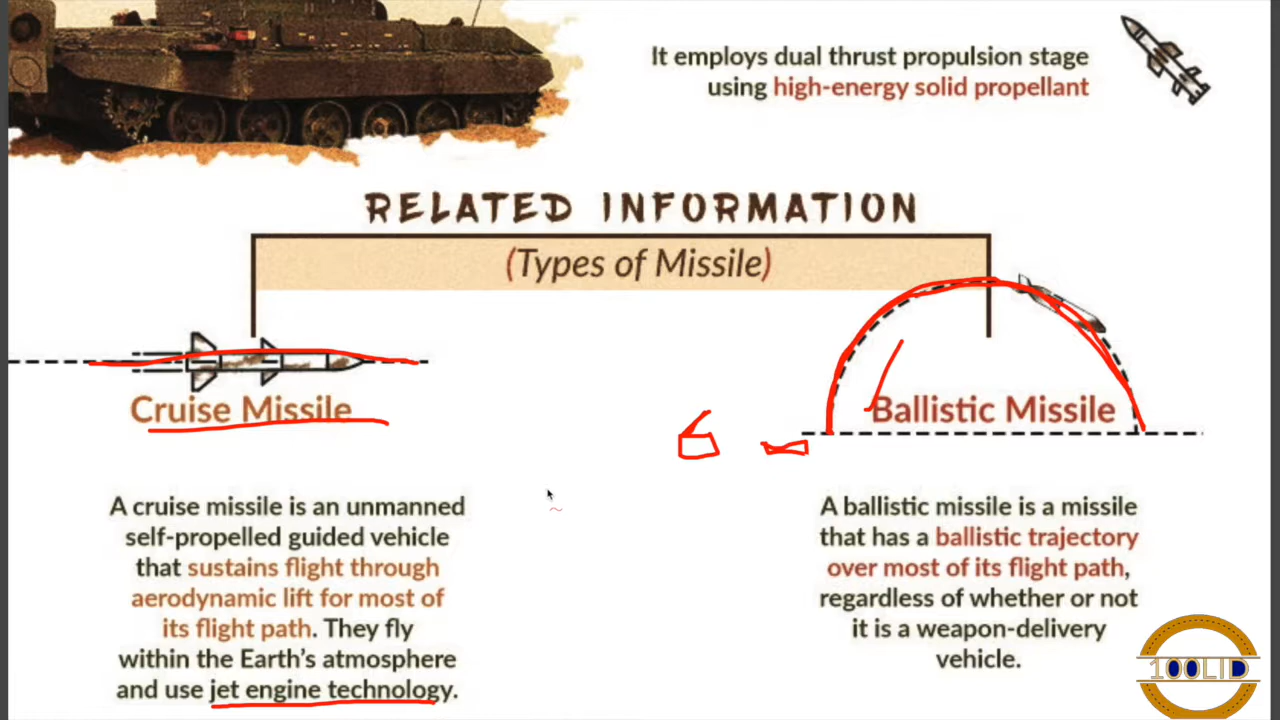 It employs dual thrust propulsion stage
using high-energy solid propellant
RELATED INFORMATION
(Types of Missile)
Cruise Missile
Ballistic Missile
A cruise missile is an unmanned
self-propelled guided vehicle
that sustains flight through
aerodynamic lift for most of
its flight path. They fly
within the Earth's atmosphere
and use jet engine technology.
A ballistic missile is a missile
that has a ballistic trajectory
over most of its flight path,
regardless of whether or not
it is a weapon-delivery
vehicle.
100LTD